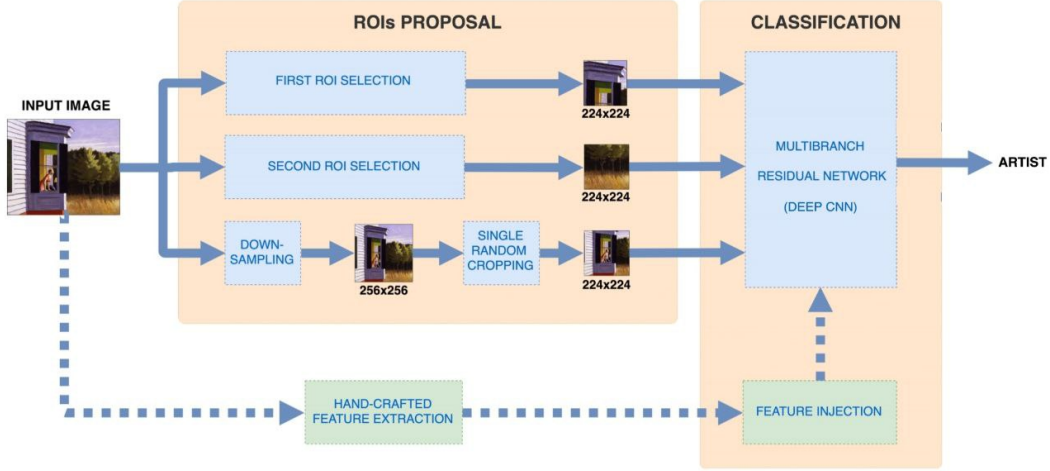 ROIs PROPOSAL
CLASSIFICATION
INPUT IMAGE
FIRST ROI SELECTION
224x224
SECOND ROI SELECTION
224x224
DOWN-
SAMPLING
256x256
SINGLE
RANDOM
CROPPING
224x224
MULTIBRANCH
RESIDUAL NETWORK
(DEEP CNN)
ARTIST
HAND-CRAFTED
FEATURE EXTRACTION
FEATURE INJECTION